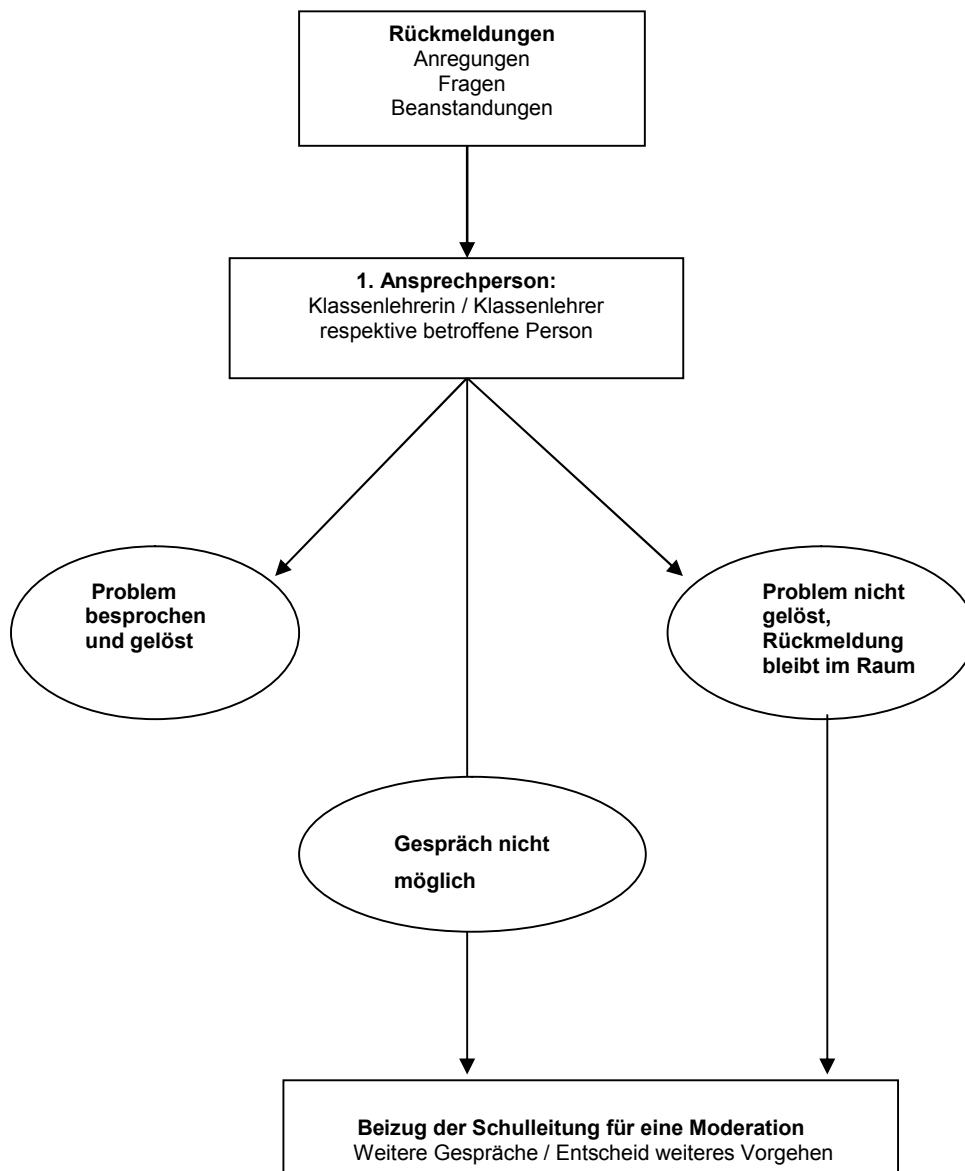 Rückmeldungen
Anregungen
Fragen
Beanstandungen
1. Ansprechperson:
Klassenlehrerin / Klassenlehrer
respektive betroffene Person
Problem
besprochen
und gelöst
Problem nicht
gelöst,
Rückmeldung
bleibt im Raum
Gespräch nicht
möglich
Beizug der Schulleitung für eine Moderation
Weitere Gespräche / Entscheid weiteres Vorgehen